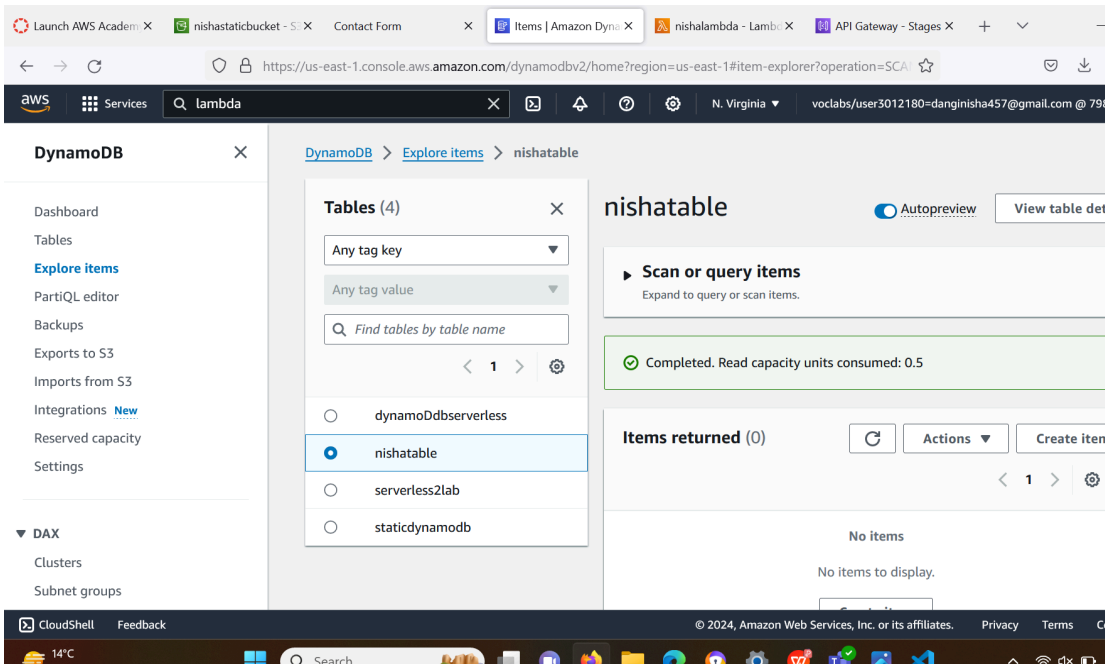 Launch AWS Academ
nishastaticbucket - S3
Contact Form
Items | Amazon Dyna
nishalambda - Lambd
API Gateway - Stages
https://us-east-1.console.aws.amazon.com/dynamodbv2/home?region=us-east-1#item-explorer?operation=SCA
aws
Services
lambda
N. Virginia
voclabs/user3012180=danginisha457@gmail.com @ 798
DynamoDB
Dashboard
Tables
Explore items
PartiQL editor
Backups
Exports to S3
Imports from S3
Integrations New
Reserved capacity
Settings
DAX
Clusters
Subnet groups
DynamoDB > Explore items > nishatable
Tables (4)
Any tag key
Any tag value
Find tables by table name
1
dynamoDdbserverless
nishatable
serverless2lab
staticdynamodb
nishatable
Autopreview
View table det
Scan or query items
Expand to query or scan items.
Completed. Read capacity units consumed: 0.5
Items returned (0)
Actions
Create iten
1
No items
No items to display.
CloudShell
Feedback
© 2024, Amazon Web Services, Inc. or its affiliates.
Privacy
Terms
14°C
Search